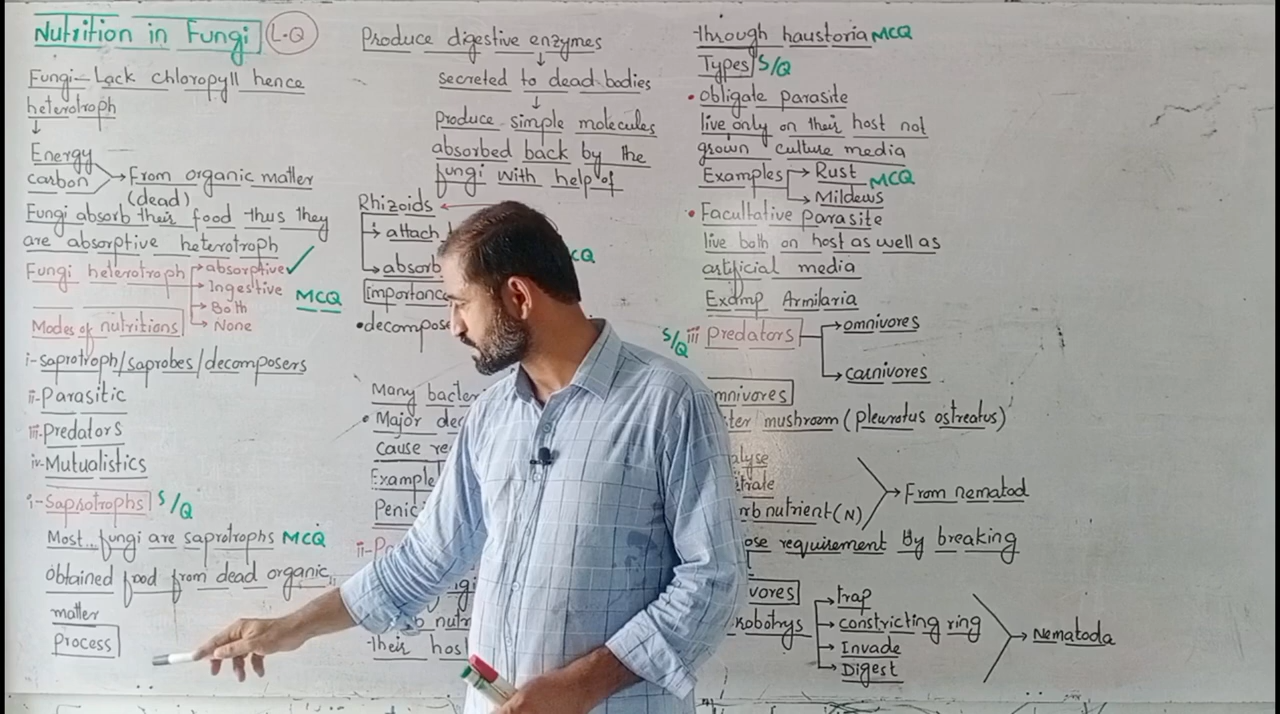 Nutrition in Fungi L-Q
Fungi - Lack chloropyll hence
heterotroph
Energy
carbon
From organic matter
(dead)
Fungi absorb their food thus they
are absorptive heterotroph
Fungi heterotroph
absorptive
Ingestive
Both
None
MCQ
Modes of nutritions
i-saprotroph/saprobes/decomposers
ii-Parasitic
iii-Predators
iv-Mutualistics
i-Saprotrophs S/Q
Most fungi are saprotrophs MCQ
obtained food from dead organic
matter
Process
Produce digestive enzymes
secreted to dead bodies
produce simple molecules
absorbed back by the
fungi with help of
Rhizoids
attach
absorb
CQ
Importance
decompose
Many bacte
Major de
cause re
Example
Penic
ii-P
their hos
through haustoria MCQ
Types S/Q
obligate parasite
live only on their host not
grown culture media
Examples
Rust
Mildews
MCQ
Facultative parasite
live both on host as well as
artificial media
Examp Armilaria
S/Q iii Predators
omnivores
carnivores
mnivores
ter mushroom (pleurotus ostreatus)
alyse
trate
rb nutrient (N)
From nematod
ose requirement By breaking
vores
kobotrys
trap
constricting ring
Invade
Digest
Nematoda